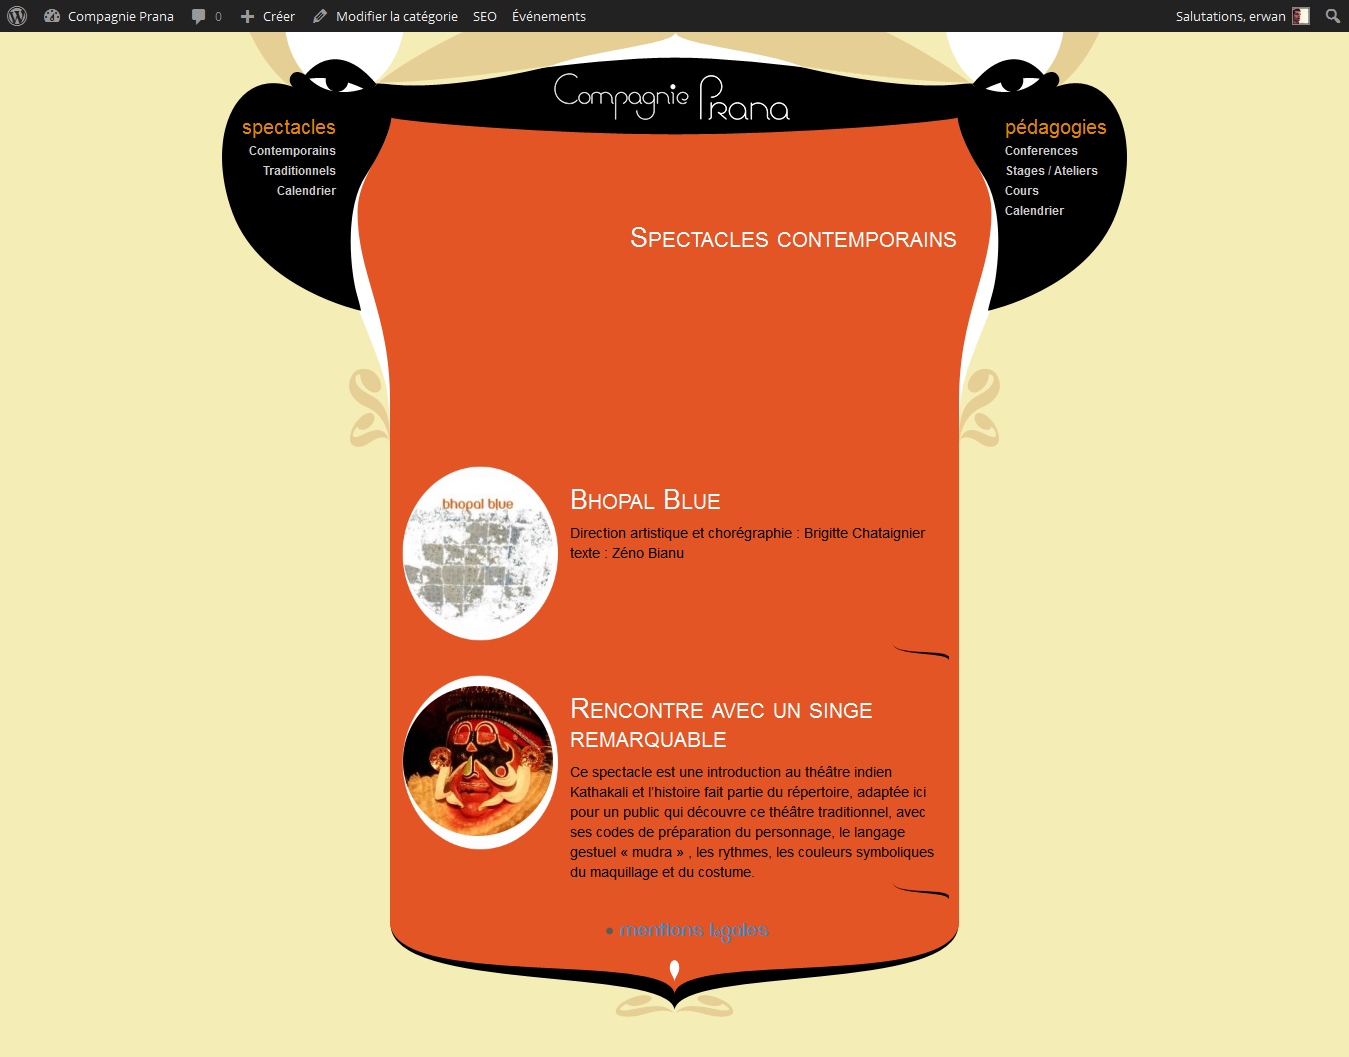 Compagnie Prana 0 Créer Modifier la catégorie SEO Événements Salutations, erwan
Compagnie Prana
spectacles
Contemporains
Traditionnels
Calendrier
pédagogies
Conferences
Stages / Ateliers
Cours
Calendrier
Spectacles contemporains
bhopal blue
Bhopal Blue
Direction artistique et chorégraphie : Brigitte Chataignier
texte : Zéno Bianu
Rencontre avec un singe
remarquable
Ce spectacle est une introduction au théâtre indien
Kathakali et l'histoire fait partie du répertoire, adaptée ici
pour un public qui découvre ce théâtre traditionnel, avec
ses codes de préparation du personnage, le langage
gestuel « mudra » , les rythmes, les couleurs symboliques
du maquillage et du costume.
• mentions légales